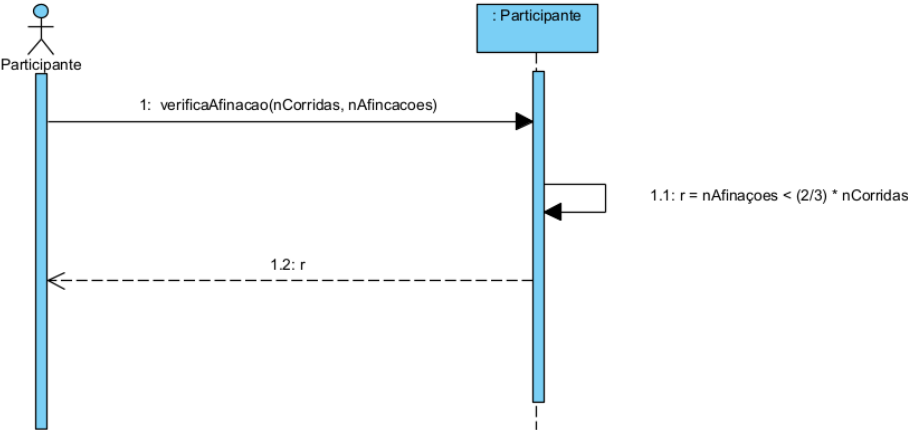 : Participante
Participante
1: verificaAfinacao(nCorridas, nAfincacoes)
1.1: r = nAfinaçoes < (2/3) * nCorridas
1.2: r